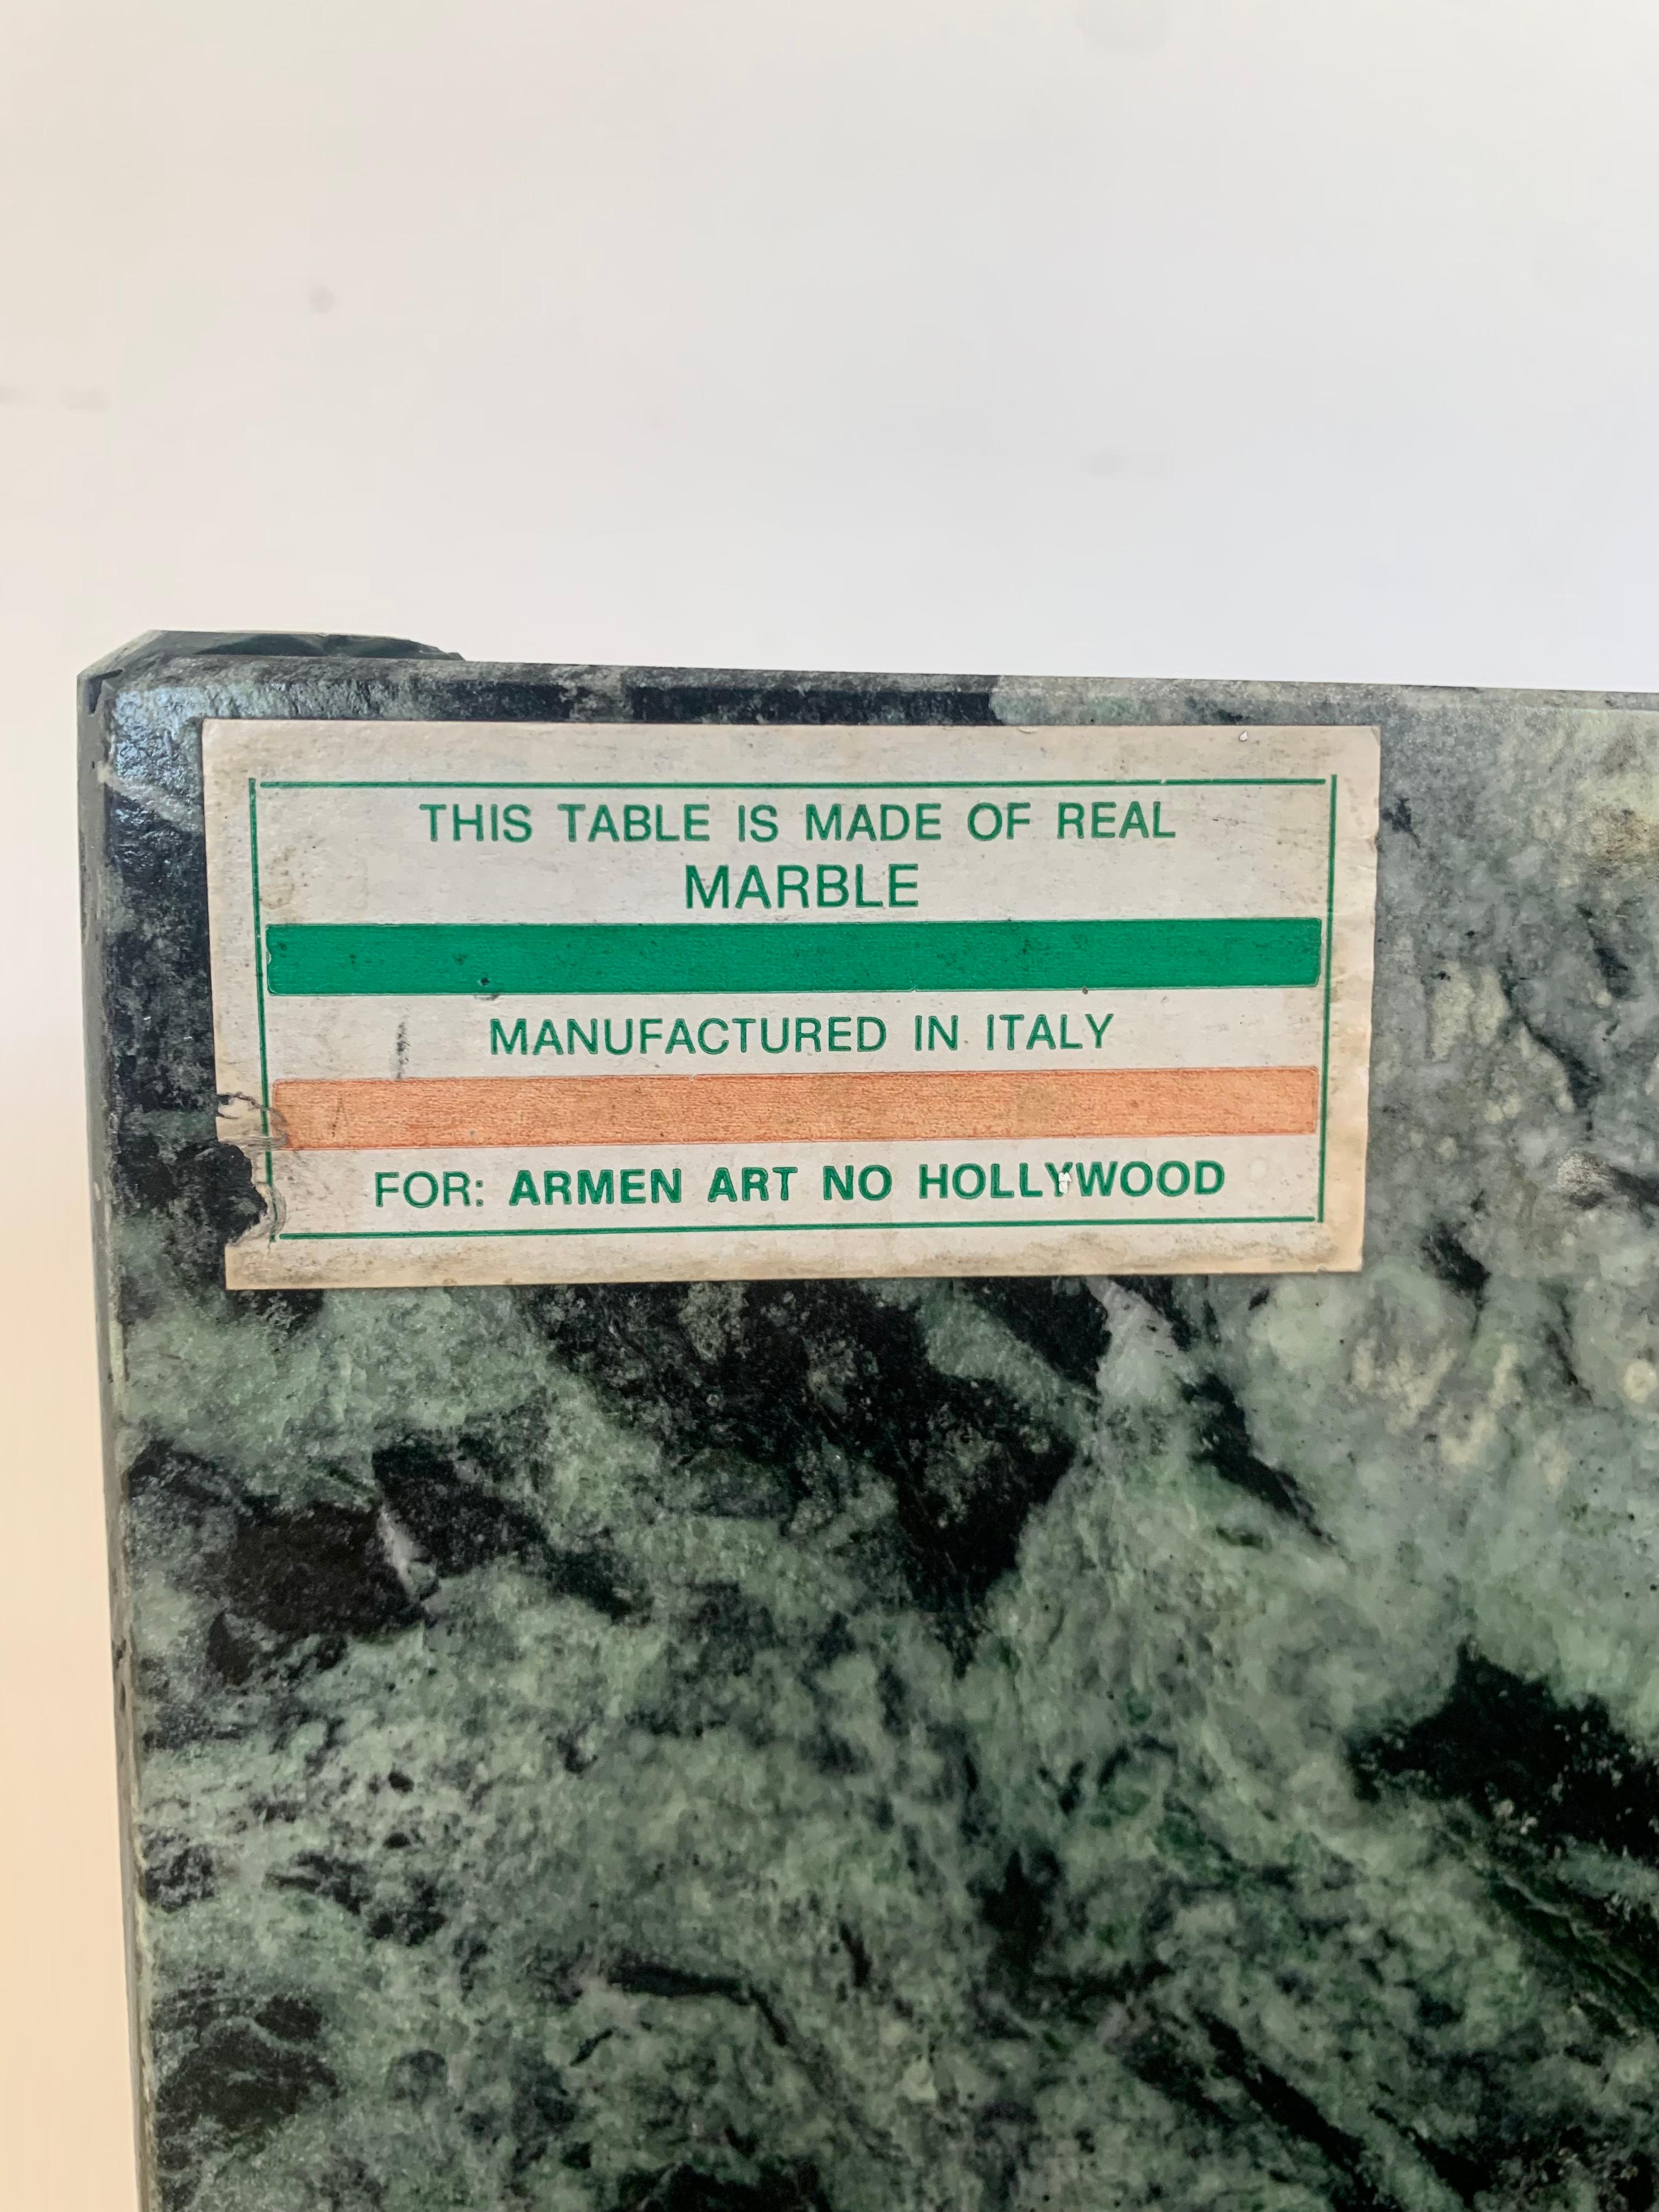 THIS TABLE IS MADE OF REAL
MARBLE
MANUFACTURED IN ITALY
FOR: ARMEN ART NO HOLLYWOOD